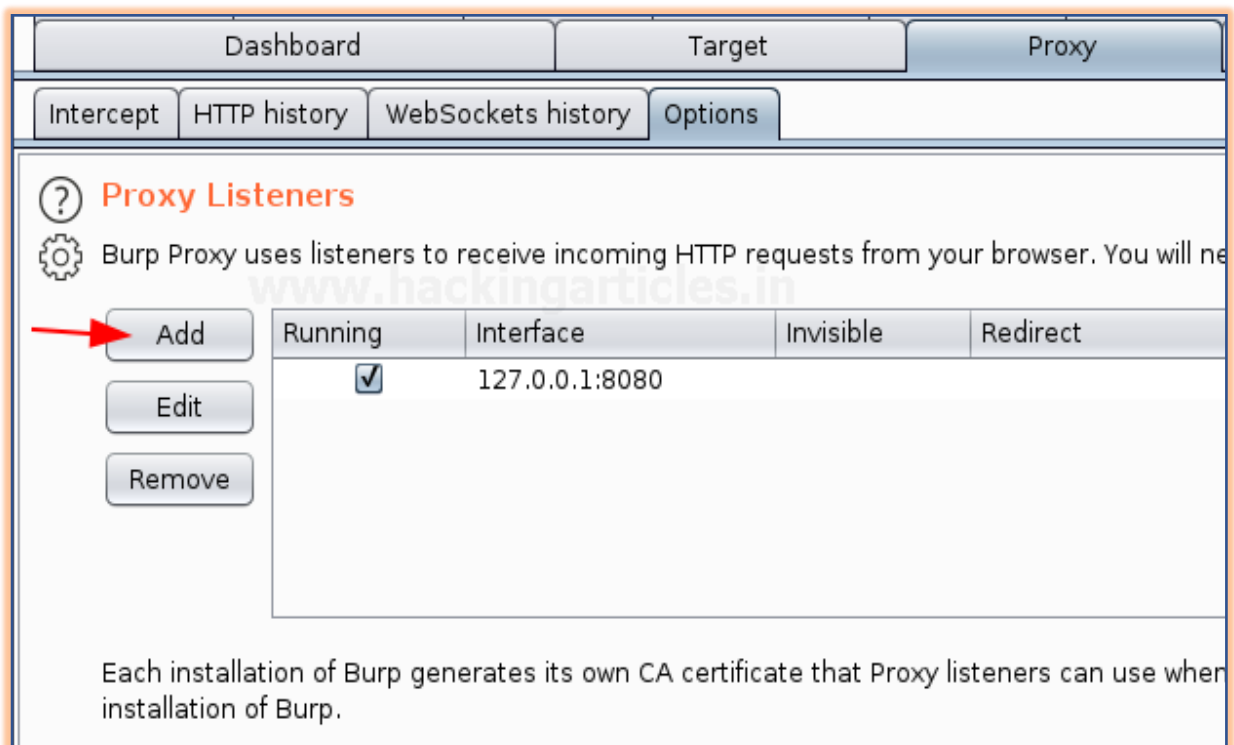 Dashboard Target Proxy
Intercept HTTP history WebSockets history Options
? Proxy Listeners
Burp Proxy uses listeners to receive incoming HTTP requests from your browser. You will ne
www.hackingarticles.in
Add Running Interface Invisible Redirect
127.0.0.1:8080
Edit
Remove
Each installation of Burp generates its own CA certificate that Proxy listeners can use when
installation of Burp.